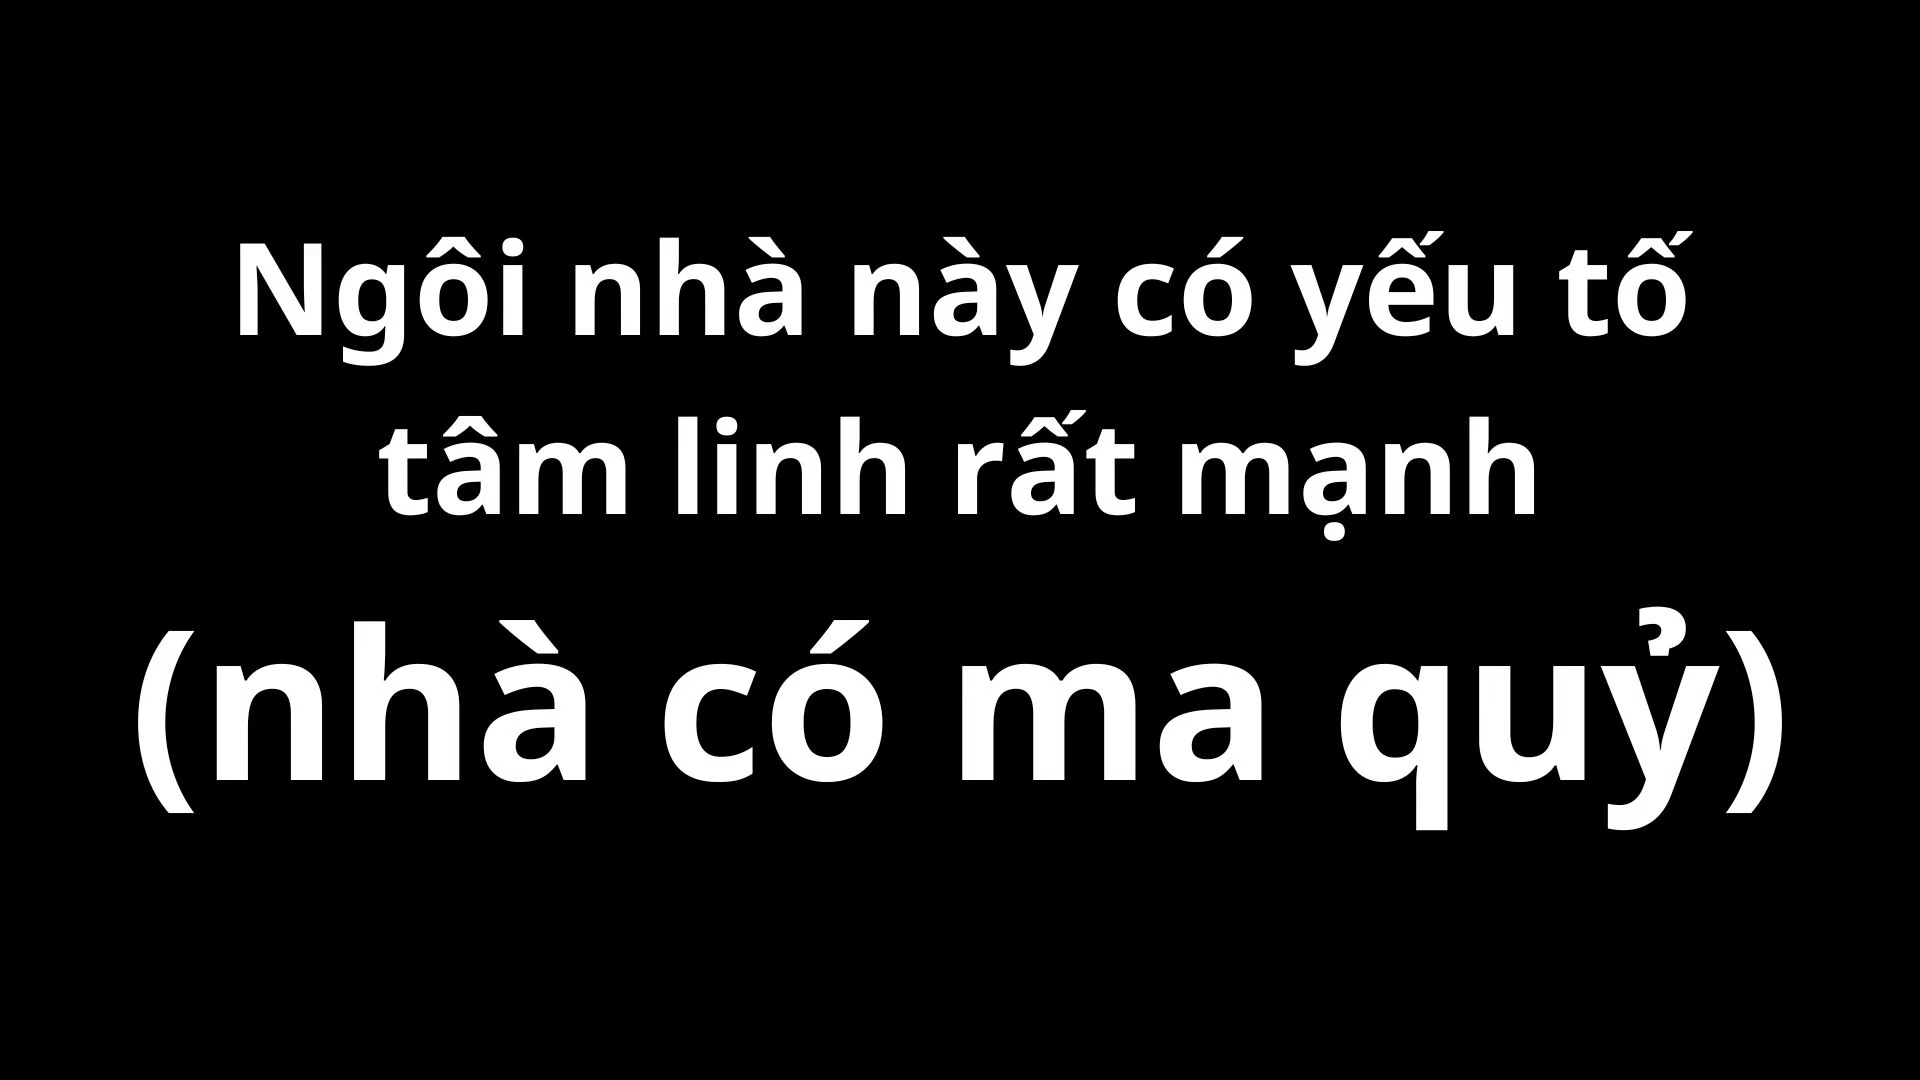 Ngôi nhà này có yếu tố
tâm linh rất mạnh
(nhà có ma quỷ)